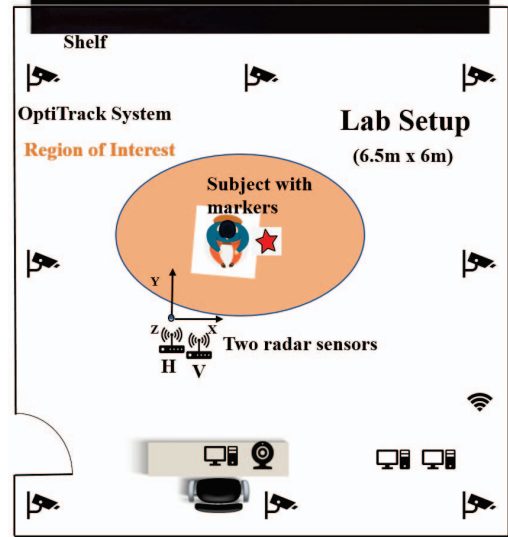 Shelf
OptiTrack System
Lab Setup
Region of Interest
(6.5m x 6m)
Subject with
markers
Y
Z
X
Two radar sensors
H
V